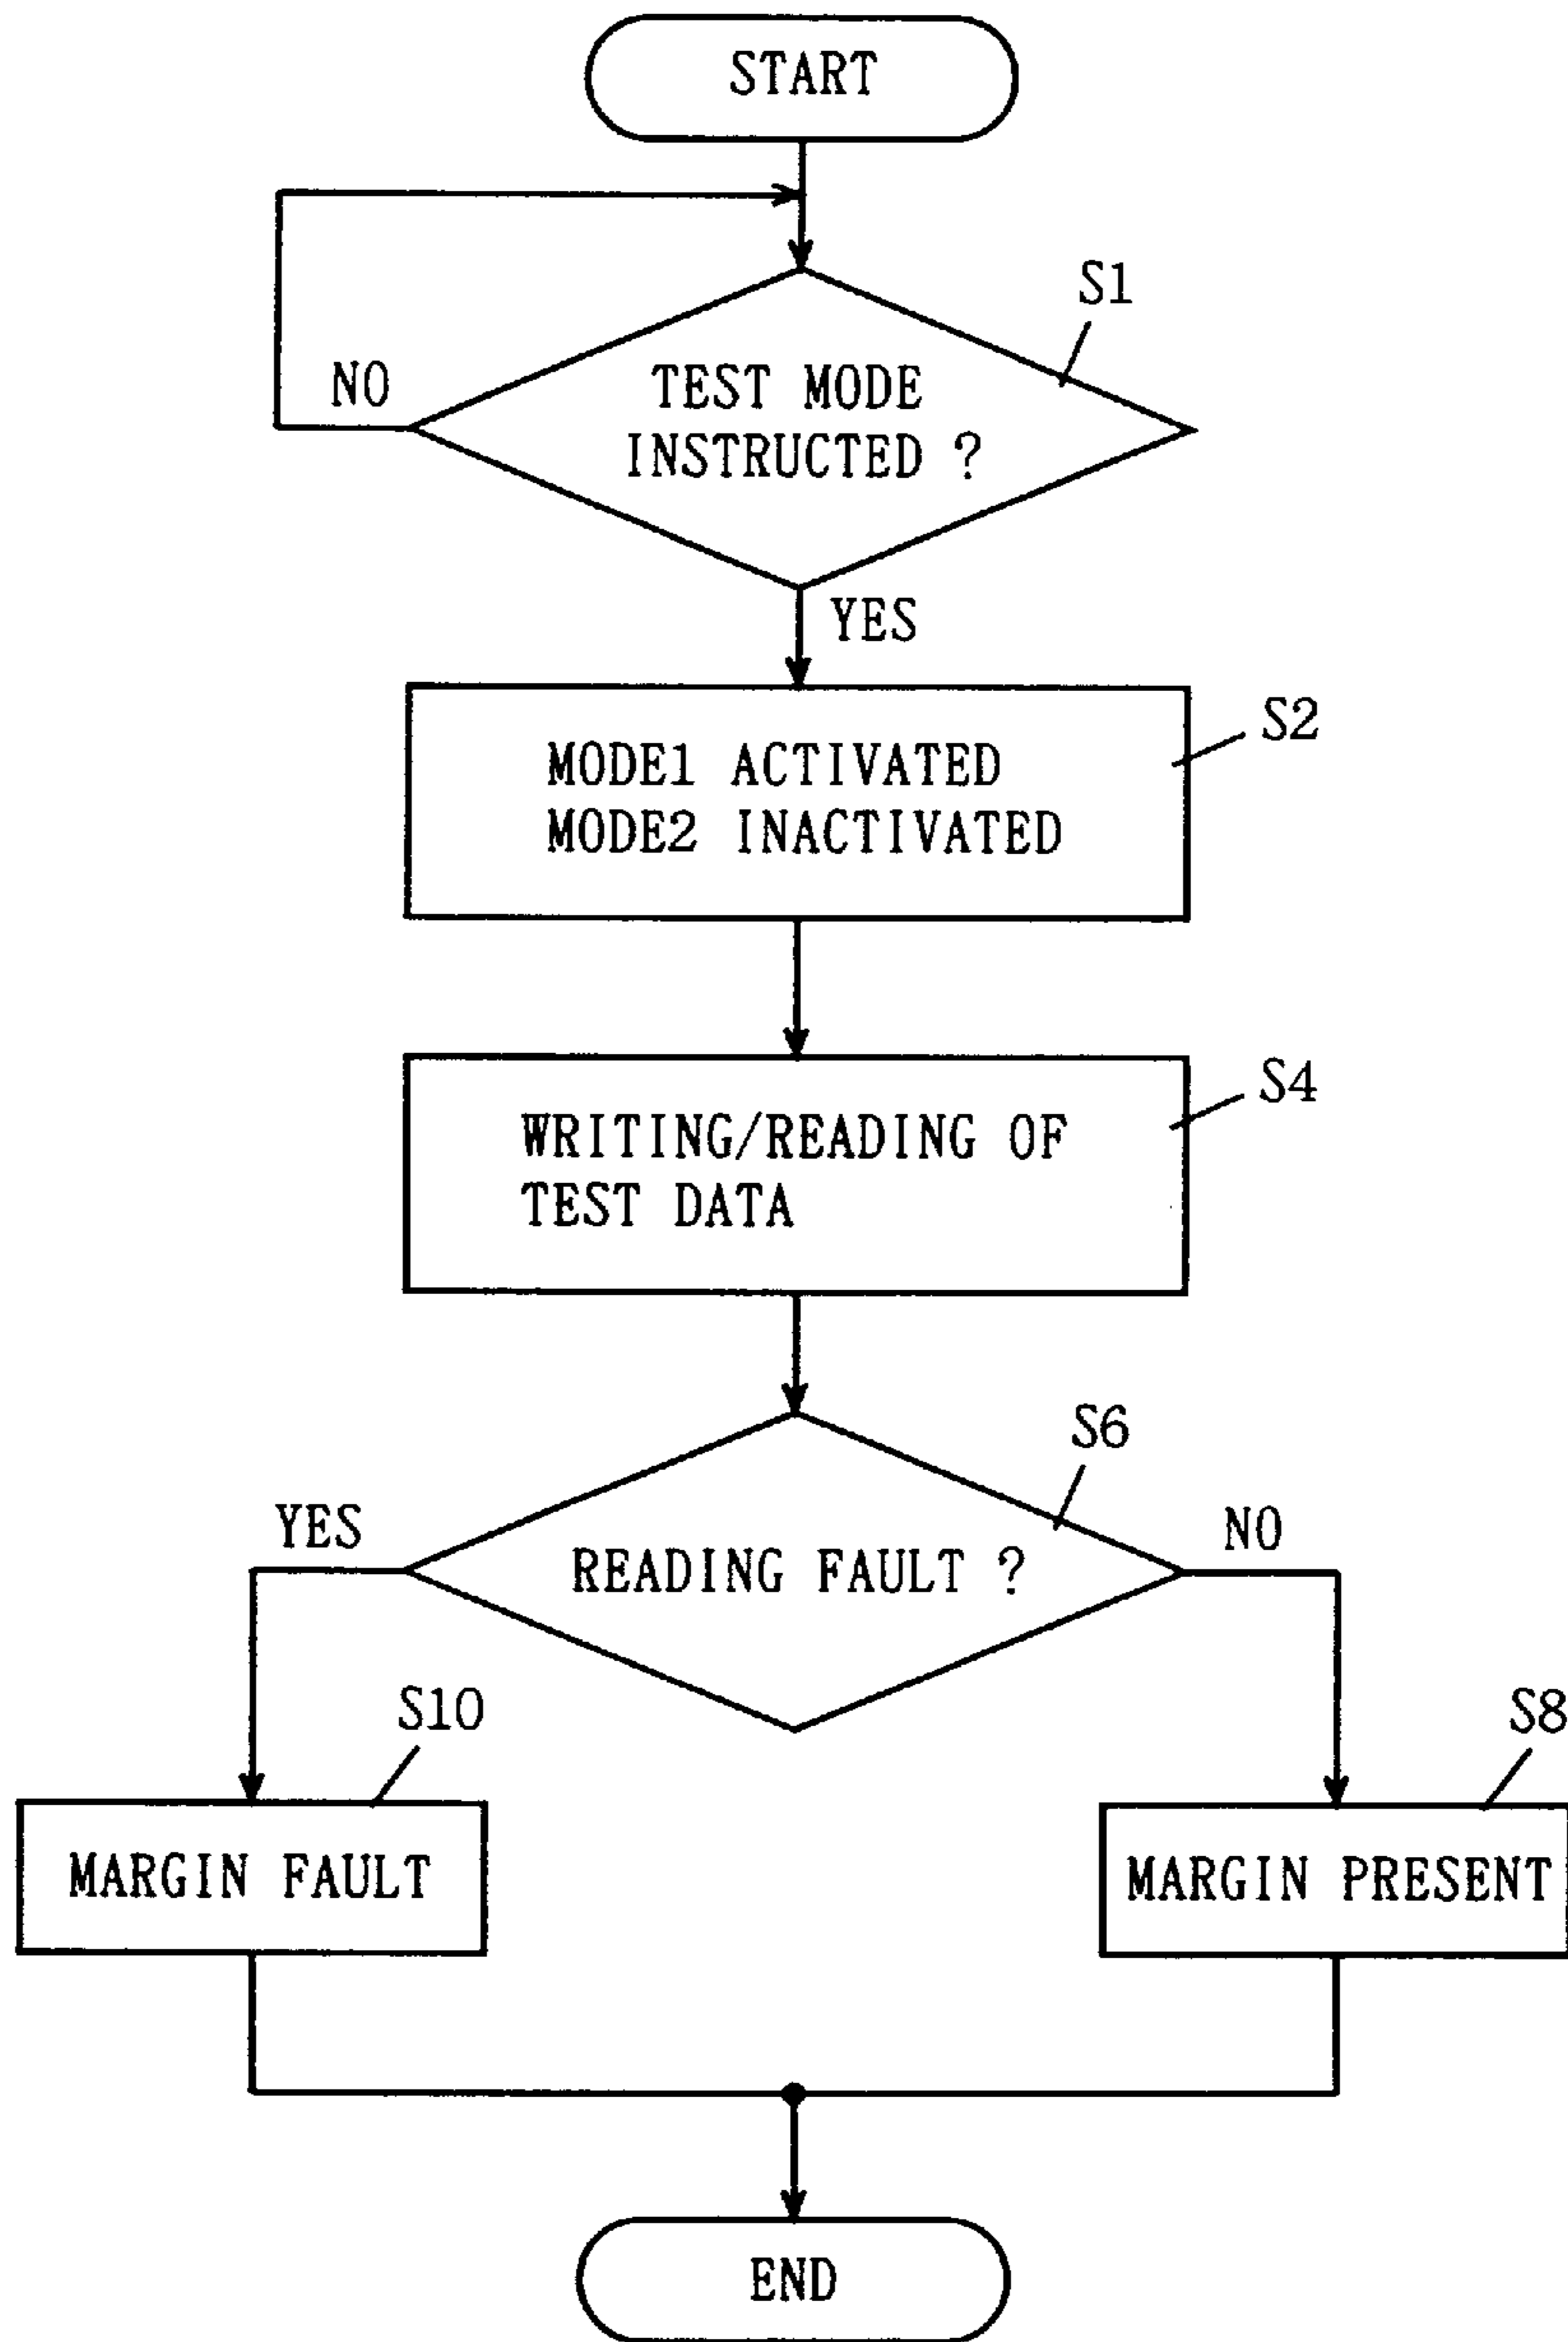 START
S1
NO
TEST MODE
INSTRUCTED ?
YES
S2
MODE1 ACTIVATED
MODE2 INACTIVATED
S4
WRITING/READING OF
TEST DATA
S6
YES
NO
READING FAULT ?
S10
S8
MARGIN FAULT
MARGIN PRESENT
END